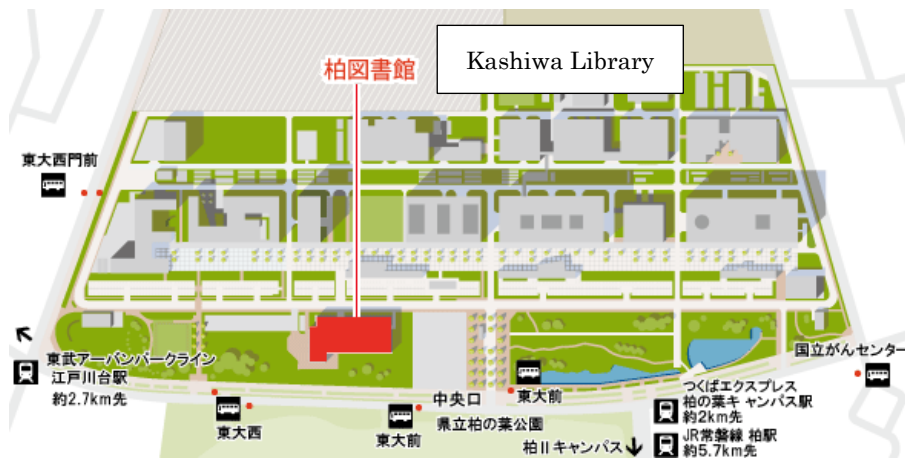 柏図書館
Kashiwa Library
東大西門前
東武アーバンパークライン
江戸川台駅
約2.7km先
東大西
東大前
中央口
県立柏の葉公園
東大前
国立がんセンター
つくばエクスプレス
柏の葉キャンパス駅
約2km先
JR常磐線 柏駅
約5.7km先
柏Ⅱキャンパス